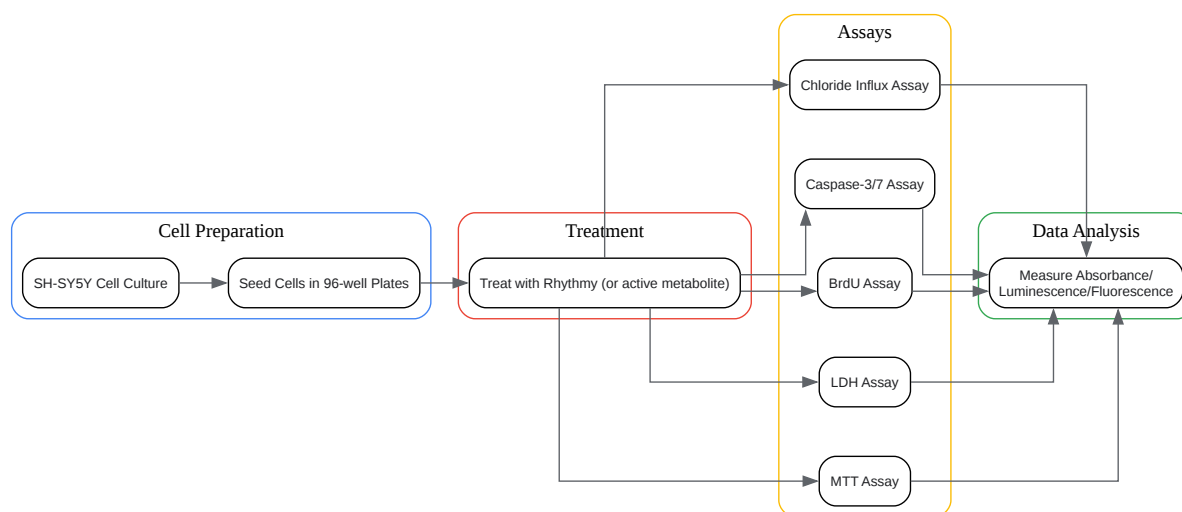 Cell Preparation
SH-SY5Y Cell Culture
Seed Cells in 96-well Plates
Treatment
Treat with Rhythmy (or active metabolite)
Assays
Chloride Influx Assay
Caspase-3/7 Assay
BrdU Assay
LDH Assay
MTT Assay
Data Analysis
Measure Absorbance/
Luminescence/Fluorescence